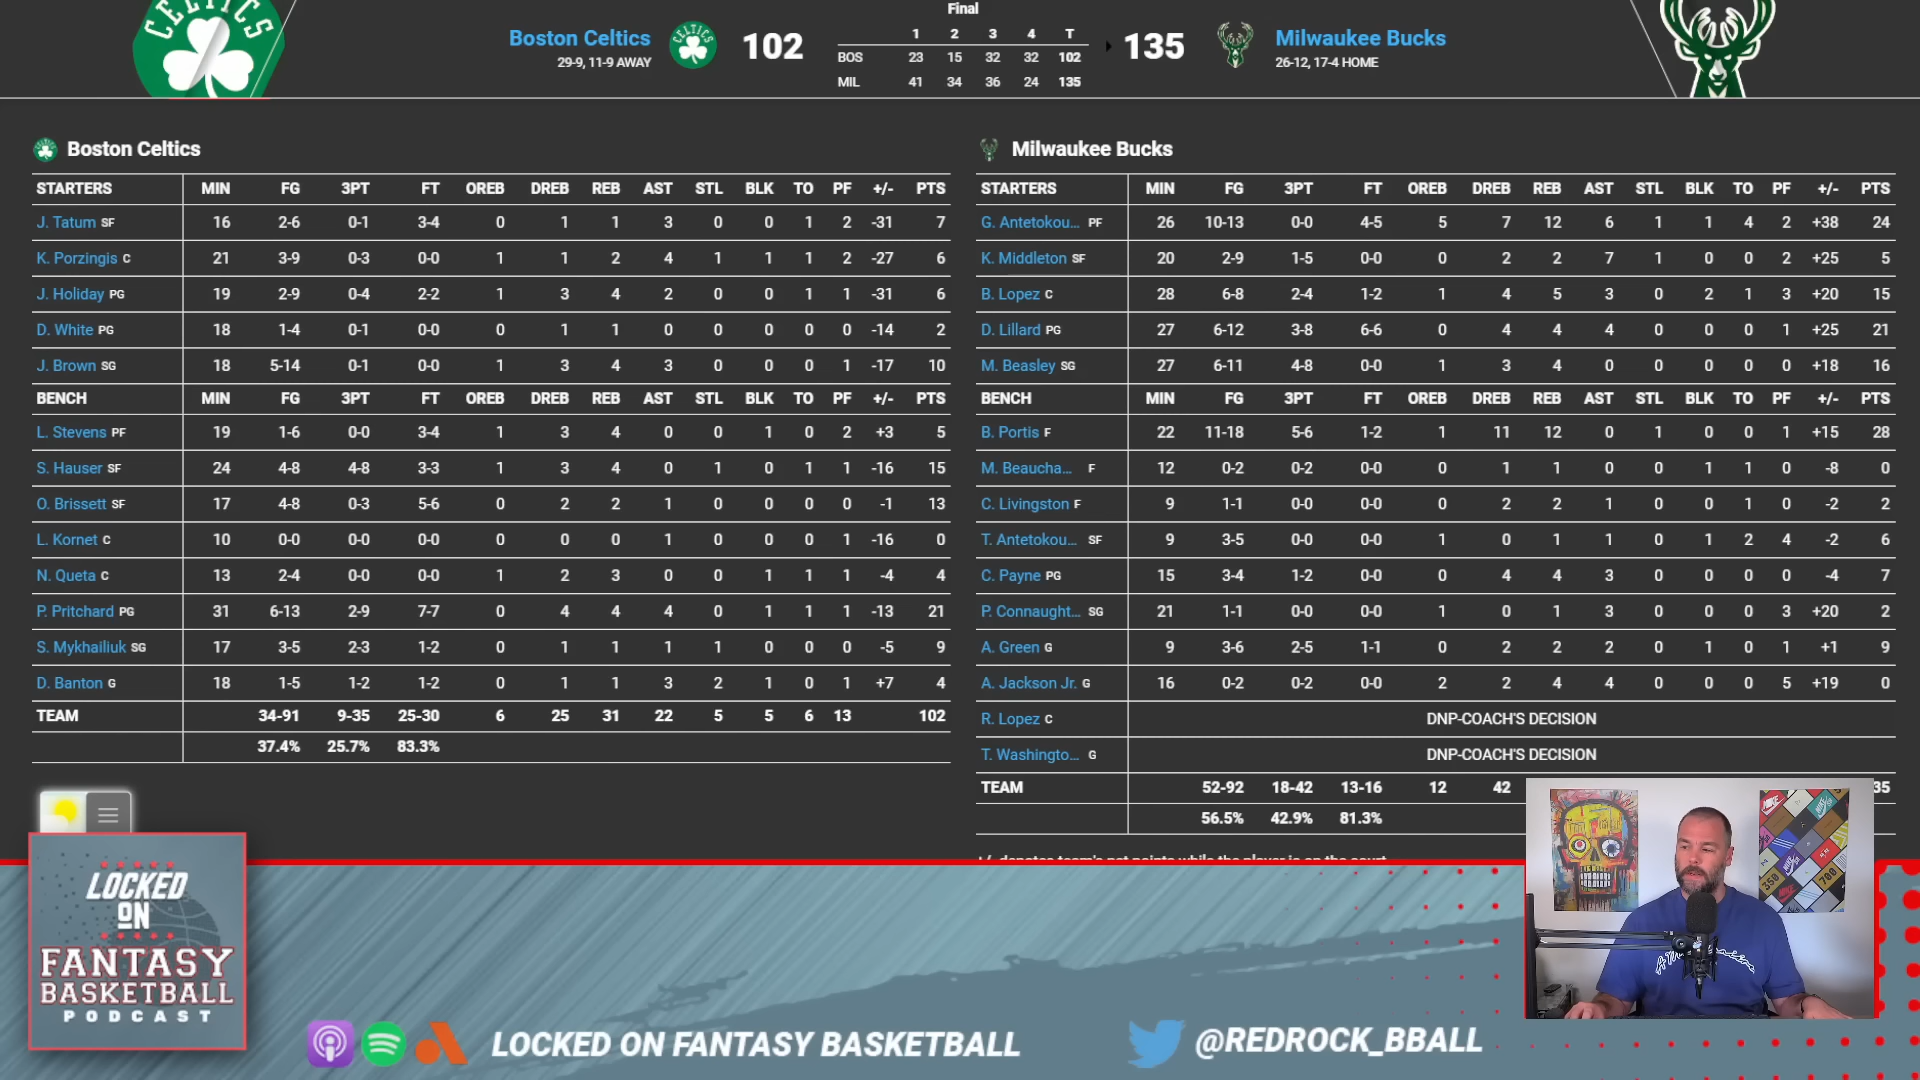 CELTICS
Boston Celtics
29-9, 11-9 AWAY
CELTICS
102
Final
1 2 3 4 T
BOS 23 15 32 32 102
MIL 41 34 36 24 135
135
Milwaukee Bucks
26-12, 17-4 HOME
Boston Celtics
STARTERS MIN FG 3PT FT OREB DREB REB AST STL BLK TO PF +/- PTS
J. Tatum SF 16 2-6 0-1 3-4 0 1 1 3 0 0 1 2 -31 7
K. Porzingis C 21 3-9 0-3 0-0 1 1 2 4 1 1 1 2 -27 6
J. Holiday PG 19 2-9 0-4 2-2 1 3 4 2 0 0 1 1 -31 6
D. White PG 18 1-4 0-1 0-0 0 1 1 0 0 0 0 0 -14 2
J. Brown SG 18 5-14 0-1 0-0 1 3 4 3 0 0 0 1 -17 10
BENCH MIN FG 3PT FT OREB DREB REB AST STL BLK TO PF +/- PTS
L. Stevens PF 19 1-6 0-0 3-4 1 3 4 0 0 1 0 2 +3 5
S. Hauser SF 24 4-8 4-8 3-3 1 3 4 0 1 0 1 1 -16 15
O. Brissett SF 17 4-8 0-3 5-6 0 2 2 1 0 0 0 0 -1 13
L. Kornet C 10 0-0 0-0 0-0 0 0 0 1 0 0 0 1 -16 0
N. Queta C 13 2-4 0-0 0-0 1 2 3 0 0 1 1 1 -4 4
P. Pritchard PG 31 6-13 2-9 7-7 0 4 4 4 0 1 1 1 -13 21
S. Mykhailiuk SG 17 3-5 2-3 1-2 0 1 1 1 1 0 0 0 -5 9
D. Banton G 18 1-5 1-2 1-2 0 1 1 3 2 1 0 1 +7 4
TEAM 34-91 9-35 25-30 6 25 31 22 5 5 6 13 102
37.4% 25.7% 83.3%
Milwaukee Bucks
STARTERS MIN FG 3PT FT OREB DREB REB AST STL BLK TO PF +/- PTS
G. Antetokou... PF 26 10-13 0-0 4-5 5 7 12 6 1 1 4 2 +38 24
K. Middleton SF 20 2-9 1-5 0-0 0 2 2 7 1 0 0 2 +25 5
B. Lopez C 28 6-8 2-4 1-2 1 4 5 3 0 2 1 3 +20 15
D. Lillard PG 27 6-12 3-8 6-6 0 4 4 4 0 0 0 1 +25 21
M. Beasley SG 27 6-11 4-8 0-0 1 3 4 0 0 0 0 0 +18 16
BENCH MIN FG 3PT FT OREB DREB REB AST STL BLK TO PF +/- PTS
B. Portis F 22 11-18 5-6 1-2 1 11 12 0 1 0 0 1 +15 28
M. Beaucha... F 12 0-2 0-2 0-0 0 1 1 0 0 1 1 0 -8 0
C. Livingston F 9 1-1 0-0 0-0 0 2 2 1 0 0 1 0 -2 2
T. Antetokou... SF 9 3-5 0-0 0-0 1 0 1 1 0 1 2 4 -2 6
C. Payne PG 15 3-4 1-2 0-0 0 4 4 3 0 0 0 0 -4 7
P. Connaught... SG 21 1-1 0-0 0-0 1 0 1 3 0 0 0 3 +20 2
A. Green G 9 3-6 2-5 1-1 0 2 2 2 0 1 0 1 +1 9
A. Jackson Jr. G 16 0-2 0-2 0-0 2 2 4 4 0 0 0 5 +19 0
R. Lopez C DNP-COACH'S DECISION
T. Washingto... G DNP-COACH'S DECISION
TEAM 52-92 18-42 13-16 12 42 35
56.5% 42.9% 81.3%
+/- denotes team's net points while the player is on the court.
LOCKED
ON
FANTASY
BASKETBALL
PODCAST
LOCKED ON FANTASY BASKETBALL
@REDROCK_BBALL
350
700